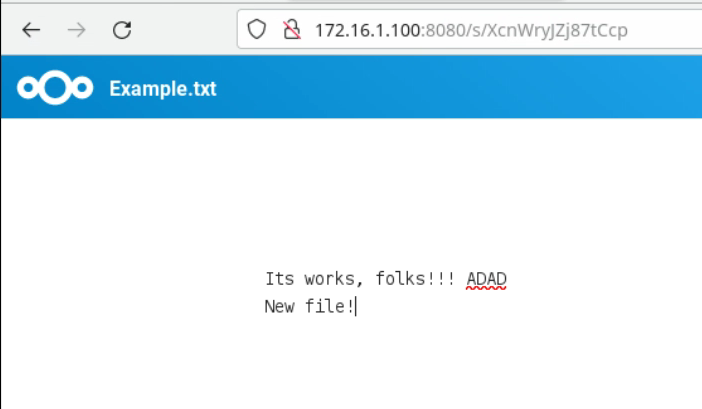 172.16.1.100:8080/s/XcnWryJZj87tCcp
Example.txt
Its works, folks!!! ADAD
New file!